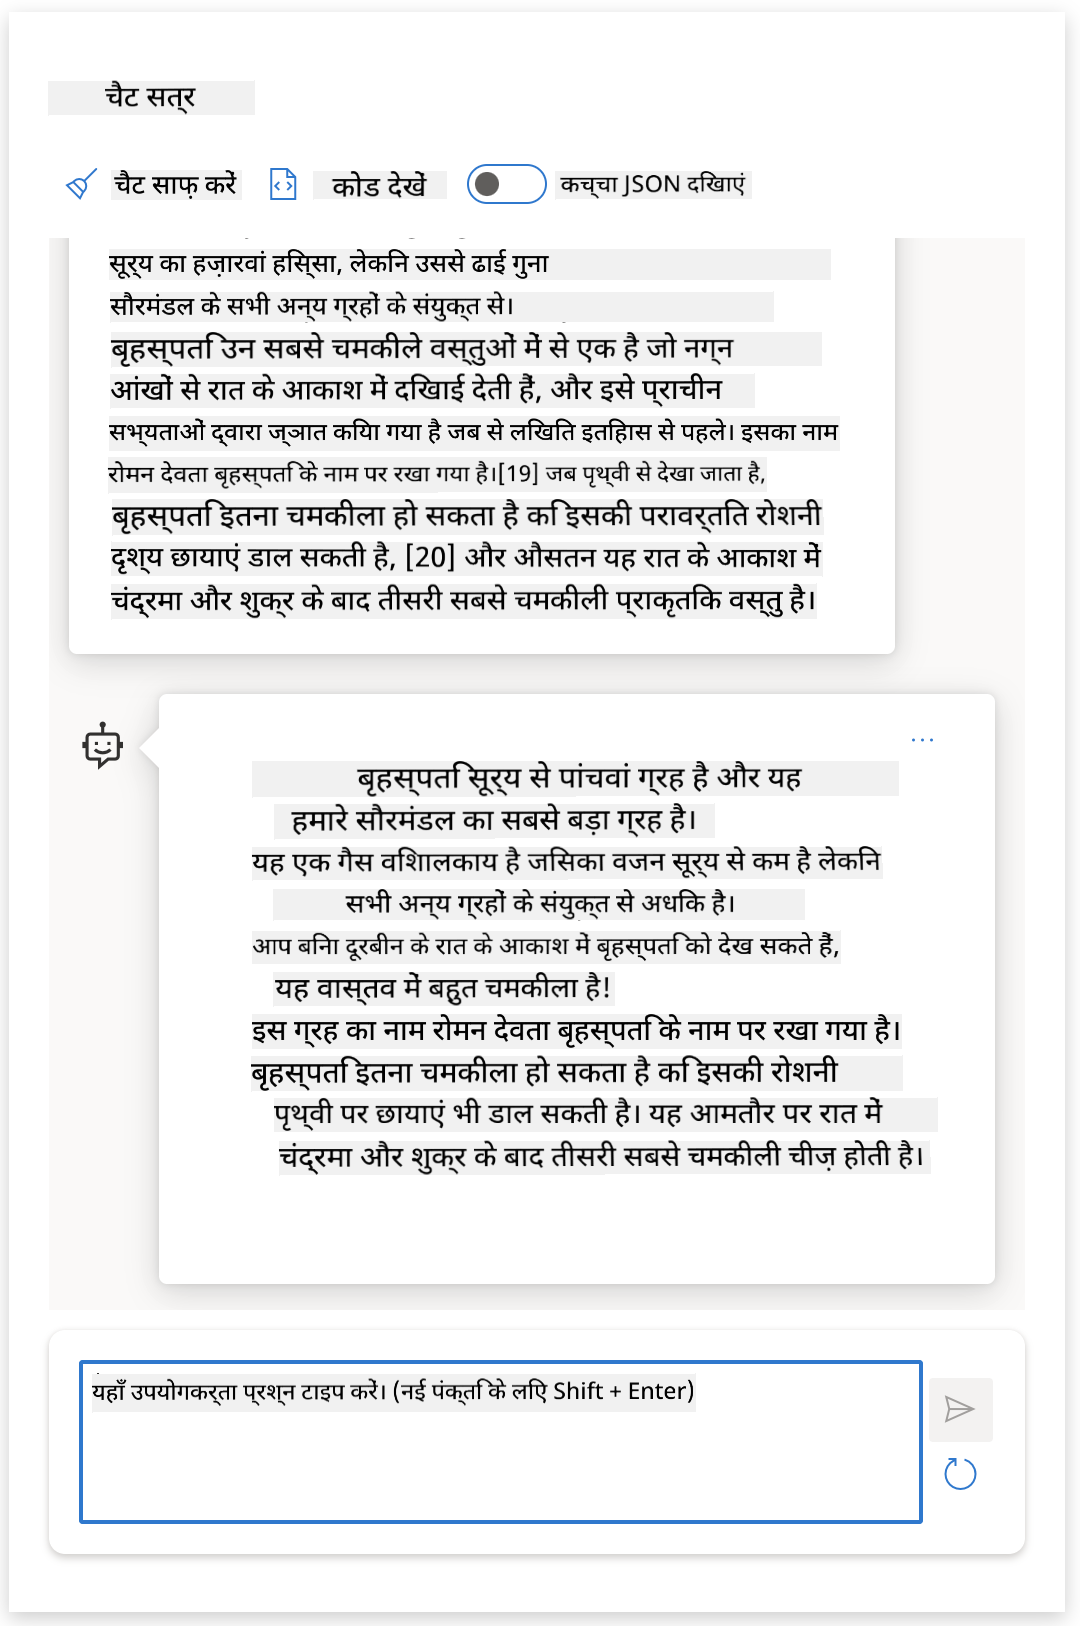 चैट सत्र
चैट साफ़ करें
कोड देखें
कच्चा JSON दिखाएं
सूर्य का हज़ारवां हिस्सा, लेकिन उससे ढाई गुना
सौरमंडल के सभी अन्य ग्रहों के संयुक्त से।
बृहस्पति उन सबसे चमकीले वस्तुओं में से एक है जो नग्न
आंखों से रात के आकाश में दिखाई देती हैं, और इसे प्राचीन
सभ्यताओं द्वारा ज्ञात किया गया है जब से लिखित इतिहास से पहले। इसका नाम
रोमन देवता बृहस्पति के नाम पर रखा गया है।[19] जब पृथ्वी से देखा जाता है,
बृहस्पति इतना चमकीला हो सकता है कि इसकी परावर्तित रोशनी
दृश्य छायाएं डाल सकती है, [20] और औसतन यह रात के आकाश में
चंद्रमा और शुक्र के बाद तीसरी सबसे चमकीली प्राकृतिक वस्तु है।
बृहस्पति सूर्य से पांचवां ग्रह है और यह
हमारे सौरमंडल का सबसे बड़ा ग्रह है।
यह एक गैस विशालकाय है जिसका वजन सूर्य से कम है लेकिन
सभी अन्य ग्रहों के संयुक्त से अधिक है।
आप बिना दूरबीन के रात के आकाश में बृहस्पति को देख सकते हैं,
यह वास्तव में बहुत चमकीला है!
इस ग्रह का नाम रोमन देवता बृहस्पति के नाम पर रखा गया है।
बृहस्पति इतना चमकीला हो सकता है कि इसकी रोशनी
पृथ्वी पर छायाएं भी डाल सकती है। यह आमतौर पर रात में
चंद्रमा और शुक्र के बाद तीसरी सबसे चमकीली चीज़ होती है।
यहाँ उपयोगकर्ता प्रश्न टाइप करें। (नई पंक्ति के लिए Shift + Enter)